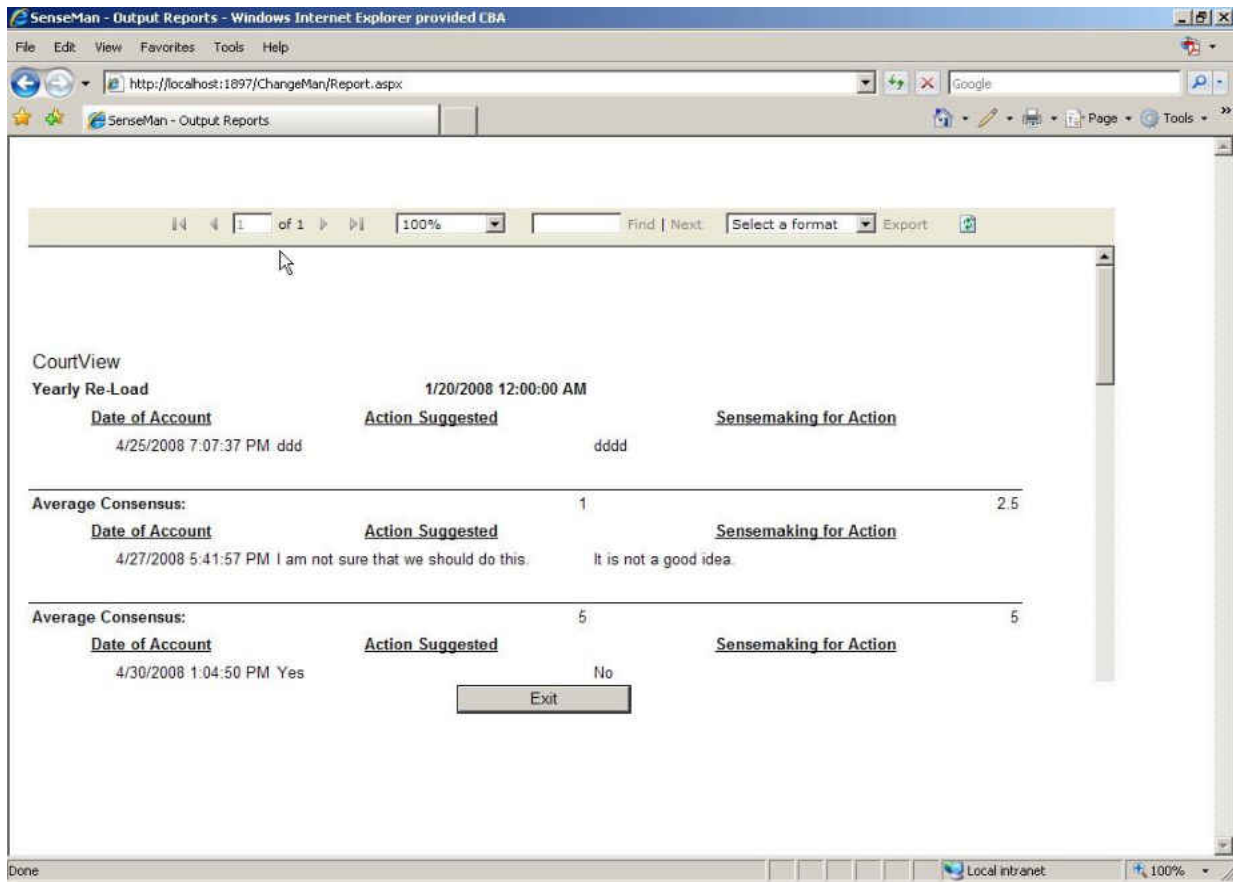 SenseMan - Output Reports - Windows Internet Explorer provided CBA
File Edit View Favorites Tools Help
http://localhost:1897/ChangeMan/Report.aspx Google
SenseMan - Output Reports Page Tools
1 of 1 100% Find | Next Select a format Export
CourtView
Yearly Re-Load 1/20/2008 12:00:00 AM
Date of Account Action Suggested Sensemaking for Action
4/25/2008 7:07:37 PM ddd dddd
Average Consensus: 1 2.5
Date of Account Action Suggested Sensemaking for Action
4/27/2008 5:41:57 PM I am not sure that we should do this. It is not a good idea.
Average Consensus: 5 5
Date of Account Action Suggested Sensemaking for Action
4/30/2008 1:04:50 PM Yes No
Exit
Done Local intranet 100%